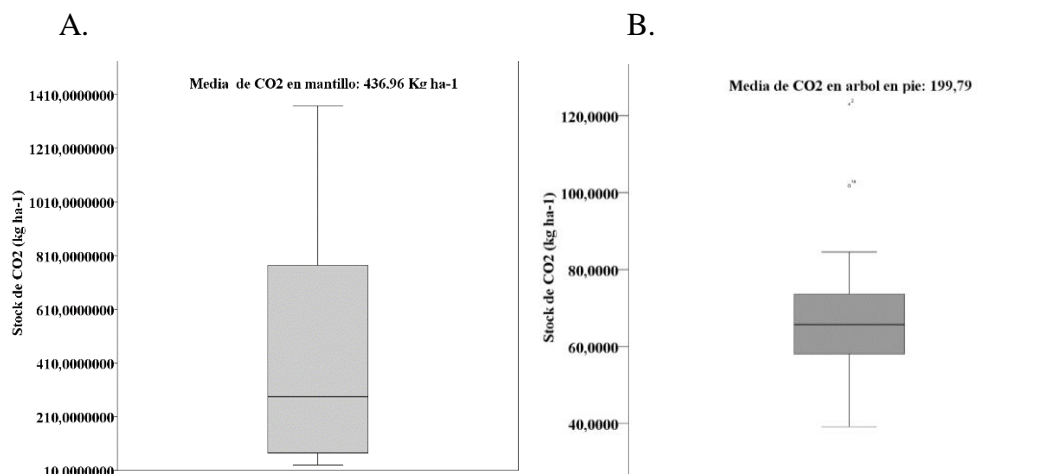 A.
Media de CO2 en mantillo: 436.96 Kg ha-1
Stock de CO2 (kg ha-1)
1410,0000000
1210,0000000
1010,0000000
810,0000000
610,0000000
410,0000000
210,0000000
10,0000000
B.
Media de CO2 en arbol en pie: 199,79
Stock de CO2 (kg ha-1)
120,0000
100,0000
80,0000
60,0000
40,0000